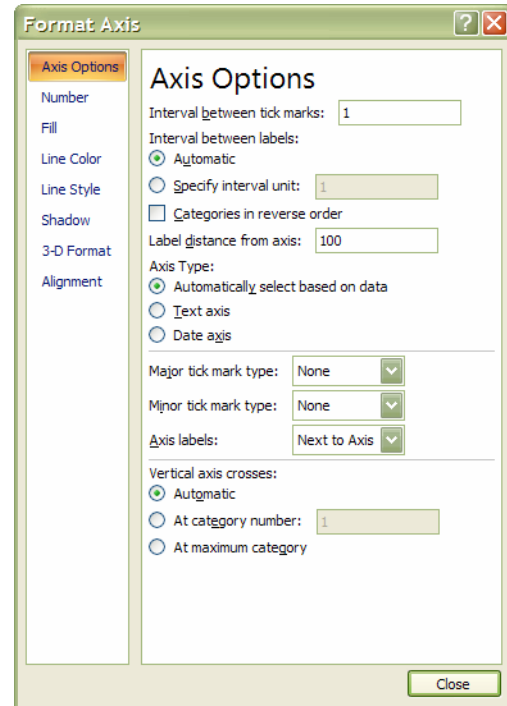 Format Axis
?
Axis Options
Number
Fill
Line Color
Line Style
Shadow
3-D Format
Alignment
Axis Options
Interval between tick marks: 1
Interval between labels:
Automatic
Specify interval unit: 1
Categories in reverse order
Label distance from axis: 100
Axis Type:
Automatically select based on data
Text axis
Date axis
Major tick mark type: None
Minor tick mark type: None
Axis labels: Next to Axis
Vertical axis crosses:
Automatic
At category number: 1
At maximum category
Close